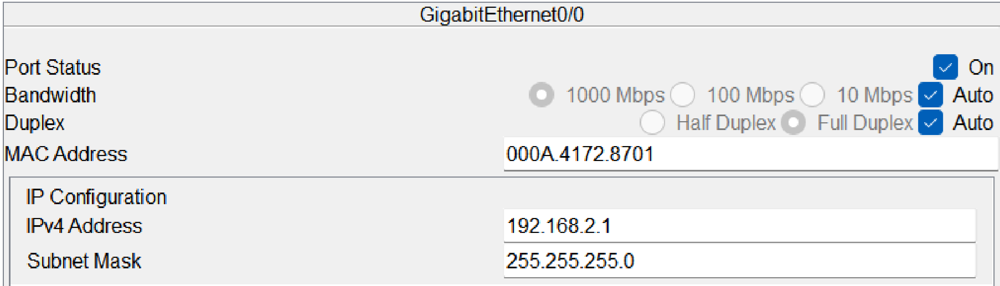 GigabitEthernet0/0
Port Status On
Bandwidth 1000 Mbps 100 Mbps 10 Mbps Auto
Duplex Half Duplex Full Duplex Auto
MAC Address 000A.4172.8701
IP Configuration
IPv4 Address 192.168.2.1
Subnet Mask 255.255.255.0